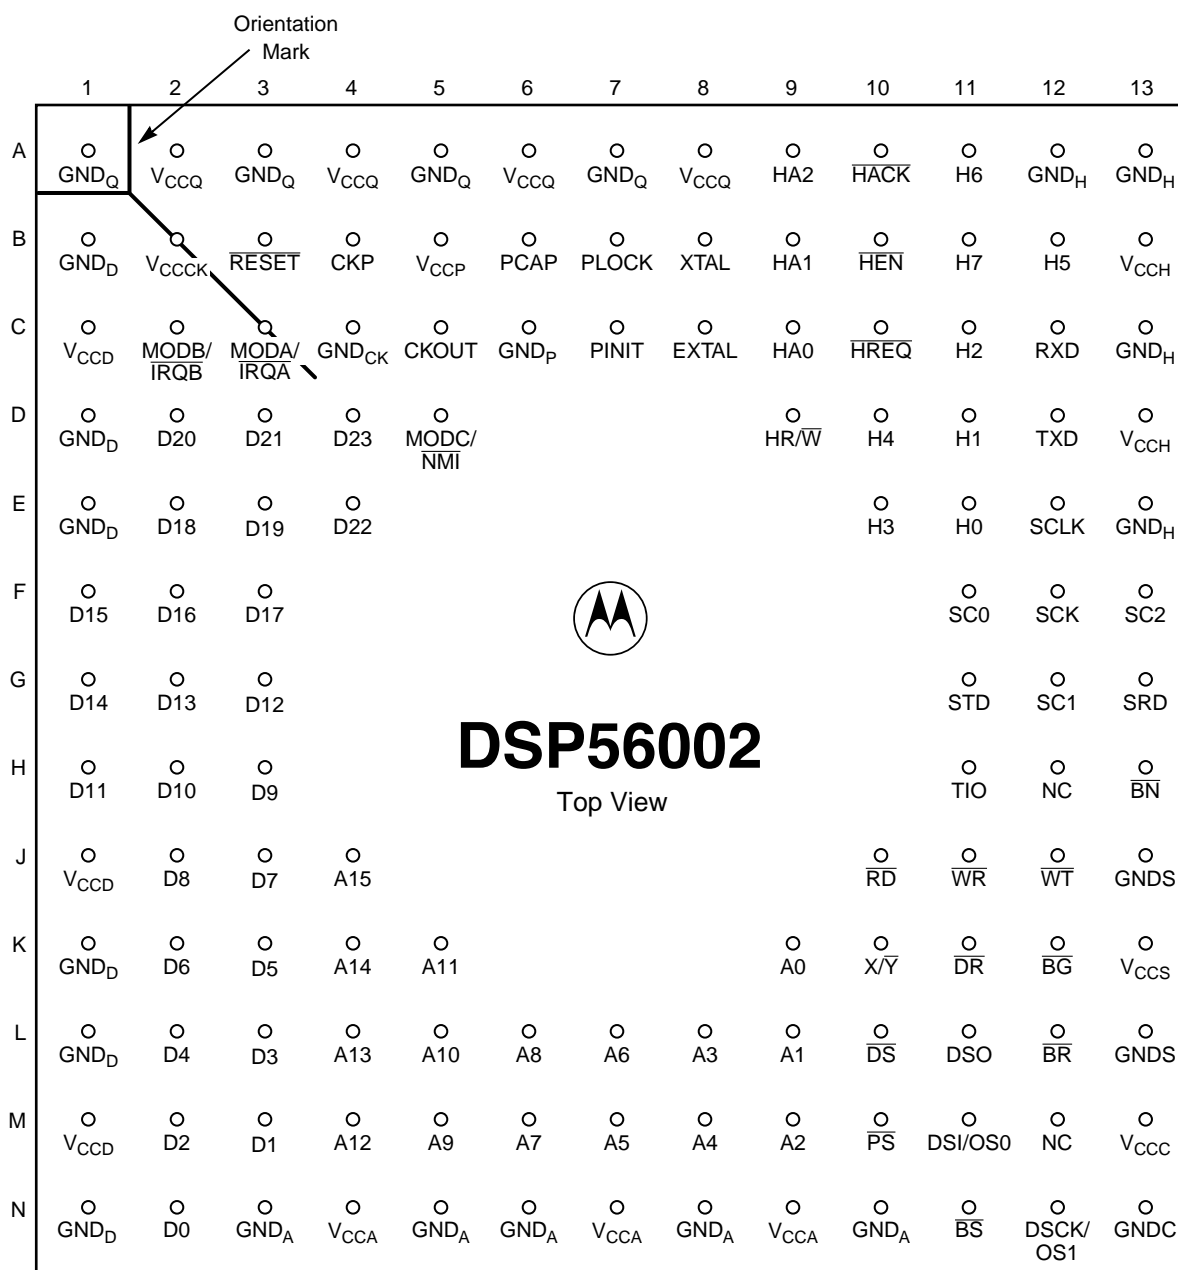 Orientation
Mark
1 2 3 4 5 6 7 8 9 10 11 12 13
A
GNDQ VCCQ GNDQ VCCQ GNDQ VCCQ GNDQ VCCQ HA2 HACK H6 GNDH GNDH
B
GNDD VCCCK RESET CKP VCCP PCAP PLOCK XTAL HA1 HEN H7 H5 VCCH
C
VCCD MODB/ MODA/ GNDCK CKOUT GNDP PINIT EXTAL HA0 HREQ H2 RXD GNDH
IRQB IRQA
D
GNDD D20 D21 D23 MODC/ HR/W H4 H1 TXD VCCH
NMI
E
GNDD D18 D19 D22 H3 H0 SCLK GNDH
F
D15 D16 D17 SC0 SCK SC2
G
D14 D13 D12 STD SC1 SRD
DSP56002
H
D11 D10 D9 TIO NC BN
Top View
J
VCCD D8 D7 A15 RD WR WT GNDS
K
GNDD D6 D5 A14 A11 A0 X/Y DR BG VCCS
L
GNDD D4 D3 A13 A10 A8 A6 A3 A1 DS DSO BR GNDS
M
VCCD D2 D1 A12 A9 A7 A5 A4 A2 PS DSI/OS0 NC VCCC
N
GNDD D0 GNDA VCCA GNDA GNDA VCCA GNDA VCCA GNDA BS DSCK/ GNDC
OS1